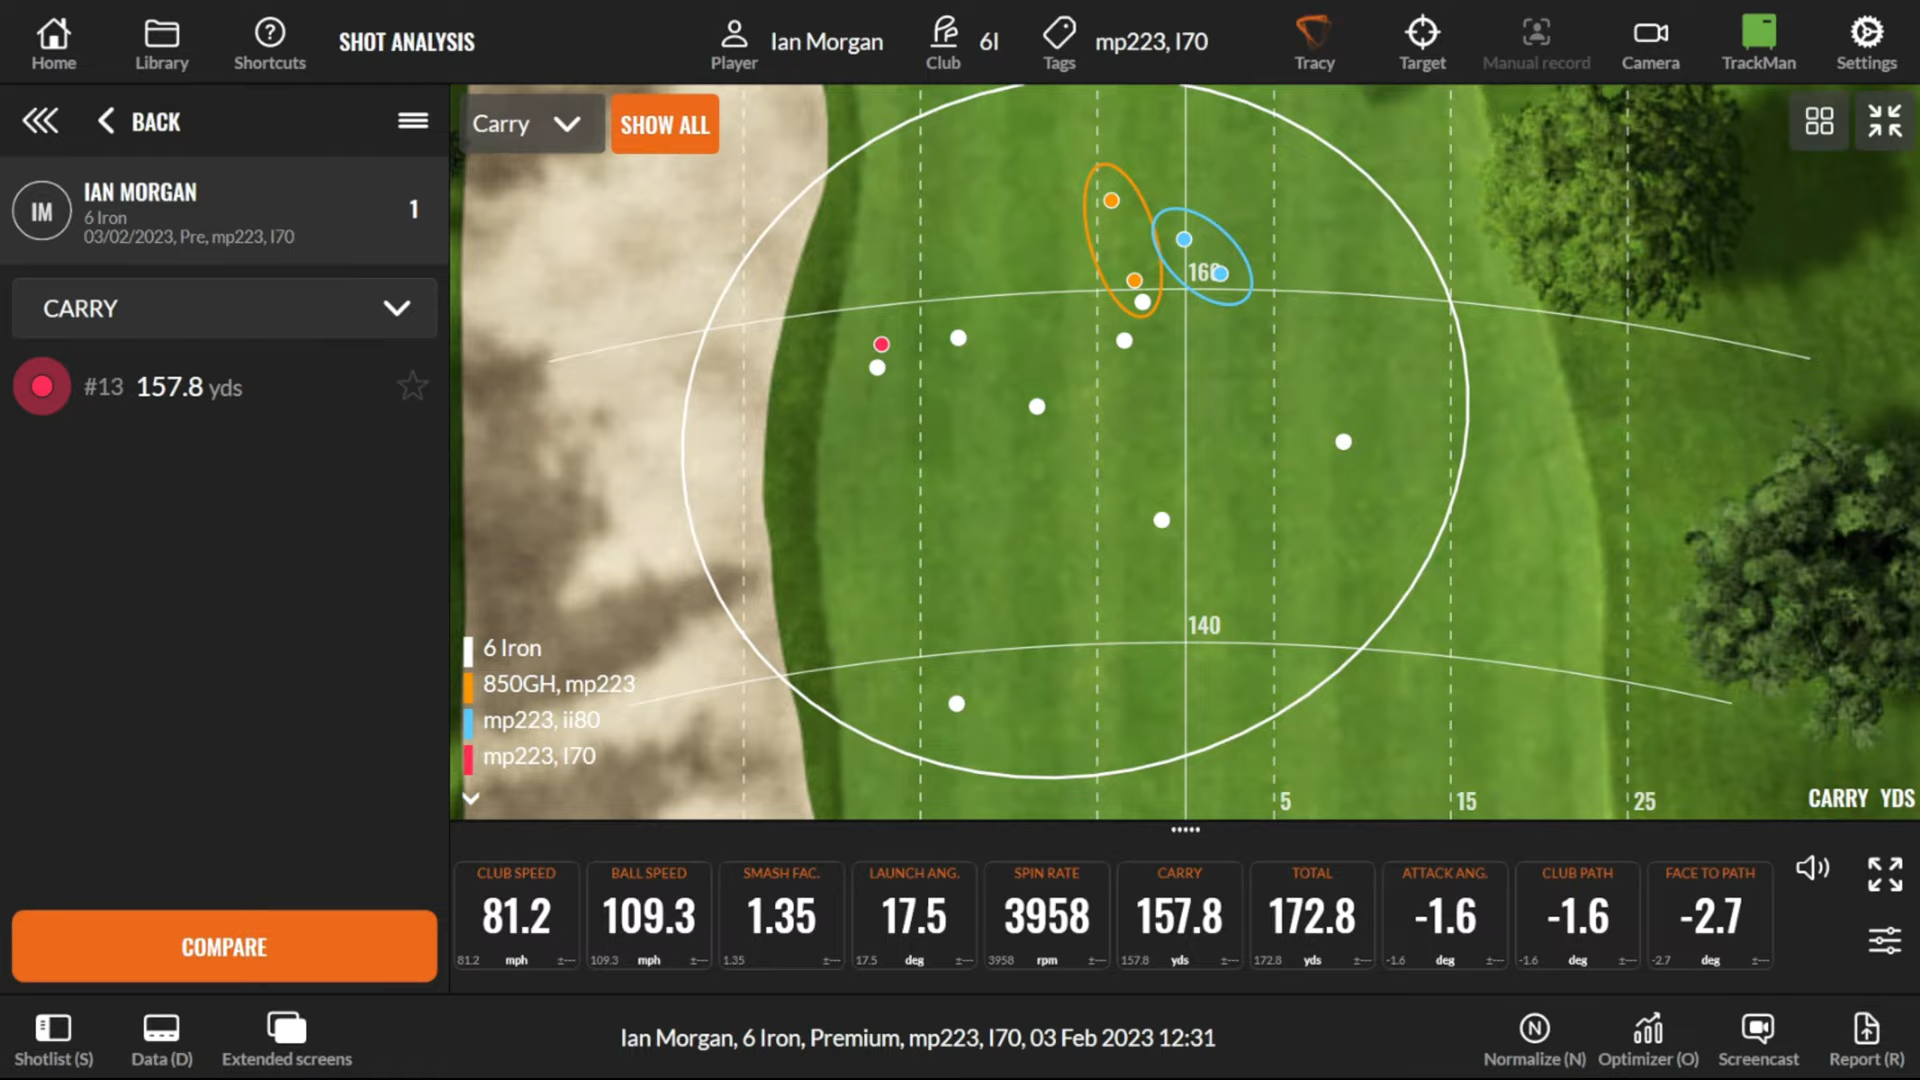 Home
Library
Shortcuts
SHOT ANALYSIS
Player
Ian Morgan
Club
6I
Tags
mp223, I70
Tracy
Target
Manual record
Camera
TrackMan
Settings
BACK
IM
IAN MORGAN
6 Iron
03/02/2023, Pre, mp223, I70
1
CARRY
#13 157.8 yds
COMPARE
Carry
SHOW ALL
160
140
6 Iron
850GH, mp223
mp223, ii80
mp223, I70
5
15
25
CARRY YDS
CLUB SPEED
81.2
81.2 mph ±---
BALL SPEED
109.3
109.3 mph ±---
SMASH FAC.
1.35
1.35 ±---
LAUNCH ANG.
17.5
17.5 deg ±---
SPIN RATE
3958
3958 rpm ±---
CARRY
157.8
157.8 yds ±---
TOTAL
172.8
172.8 yds ±---
ATTACK ANG.
-1.6
-1.6 deg ±---
CLUB PATH
-1.6
-1.6 deg ±---
FACE TO PATH
-2.7
-2.7 deg ±---
Shotlist (S)
Data (D)
Extended screens
Ian Morgan, 6 Iron, Premium, mp223, I70, 03 Feb 2023 12:31
N
Normalize (N)
Optimizer (O)
Screencast
Report (R)